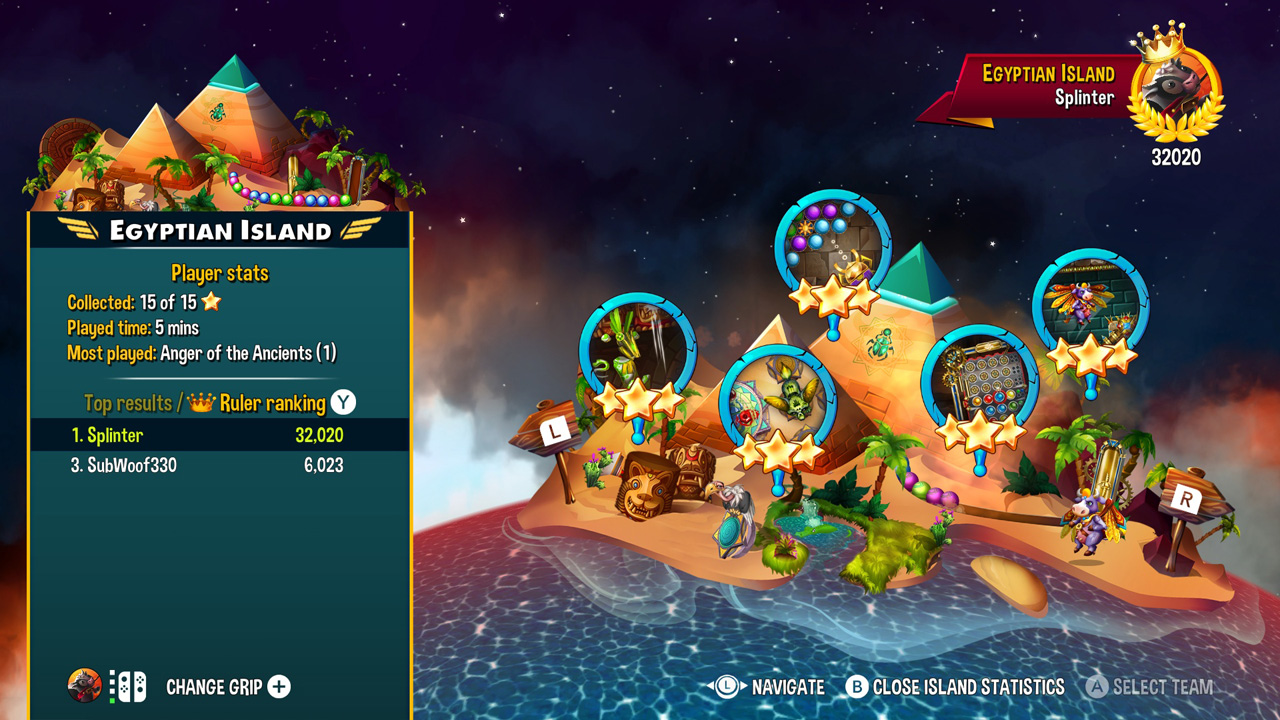 Egyptian Island
Splinter
32020
Egyptian Island
Player stats
Collected: 15 of 15
Played time: 5 mins
Most played: Anger of the Ancients (1)
Top results / Ruler ranking Y
1. Splinter 32,020
3. SubWoof330 6,023
L
R
CHANGE GRIP +
L NAVIGATE B CLOSE ISLAND STATISTICS A SELECT TEAM